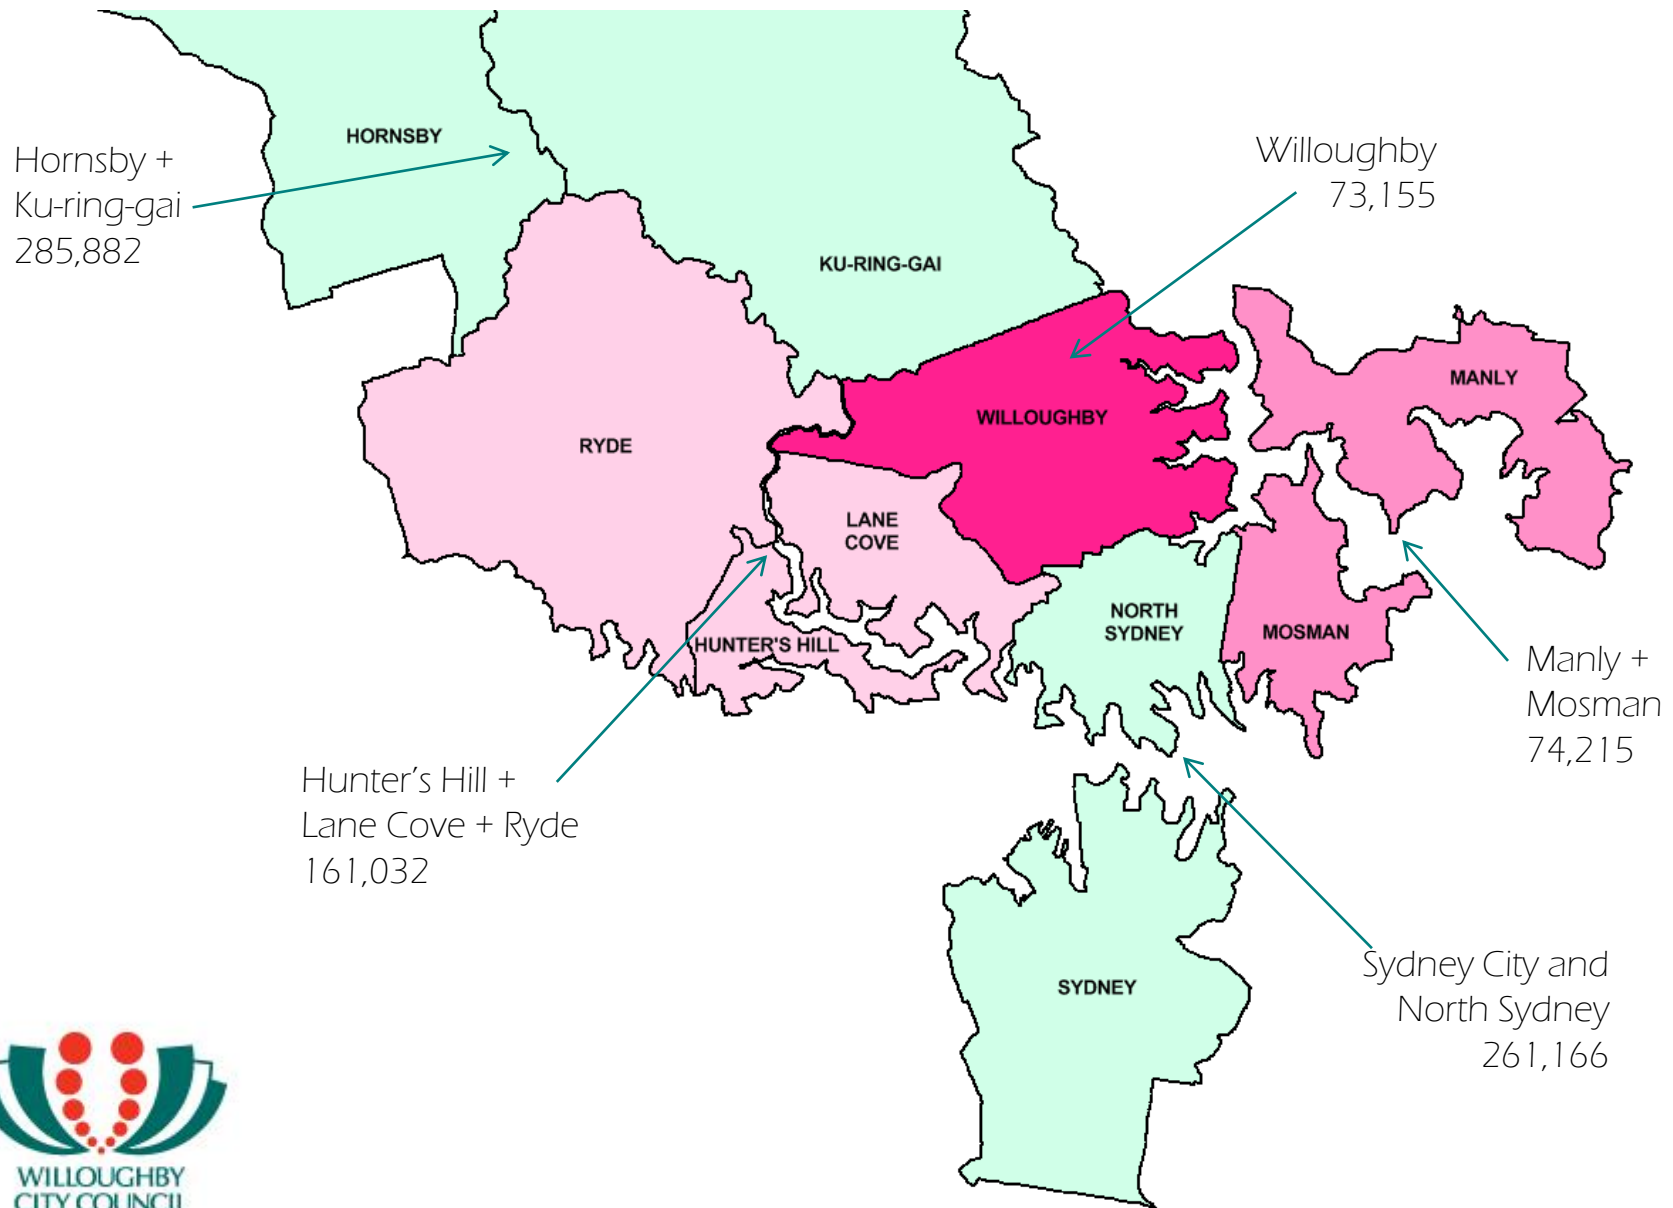 HORNSBY
Hornsby +
Ku-ring-gai
285,882
Willoughby
73,155
KU-RING-GAI
MANLY
WILLOUGHBY
RYDE
LANE
COVE
NORTH
SYDNEY
MOSMAN
HUNTER'S HILL
Manly +
Mosman
74,215
Hunter’s Hill +
Lane Cove + Ryde
161,032
Sydney City and
North Sydney
261,166
SYDNEY
WILLOUGHBY
CITY COUNCIL